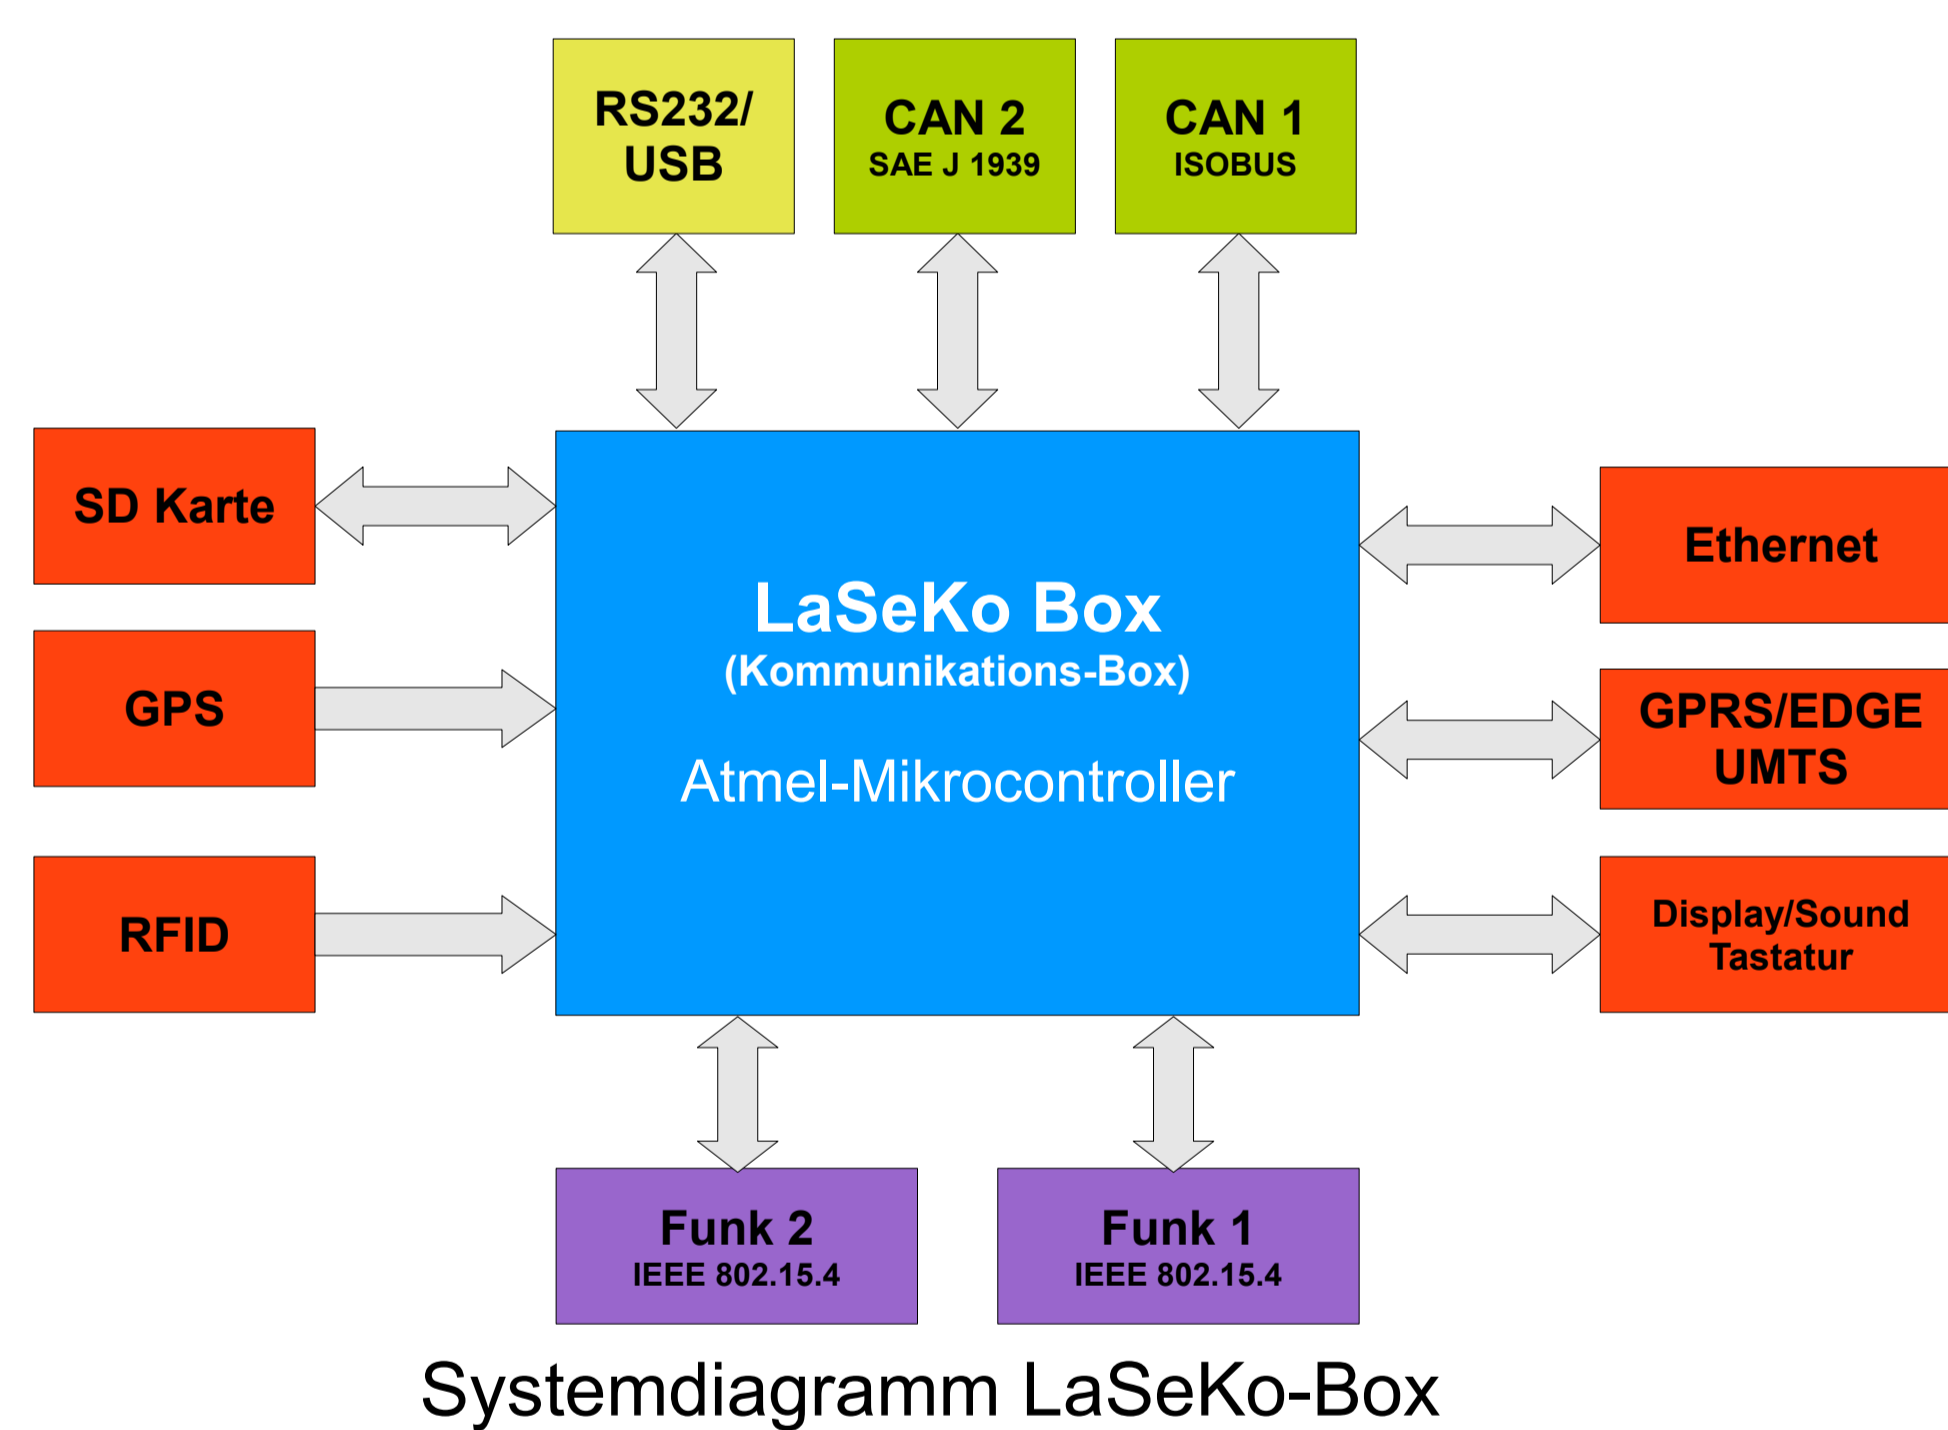 RS232/
USB
CAN 2
SAE J 1939
CAN 1
ISOBUS
SD Karte
GPS
RFID
LaSeKo Box
(Kommunikations-Box)
Atmel-Mikrocontroller
Ethernet
GPRS/EDGE
UMTS
Display/Sound
Tastatur
Funk 2
IEEE 802.15.4
Funk 1
IEEE 802.15.4
Systemdiagramm LaSeKo-Box